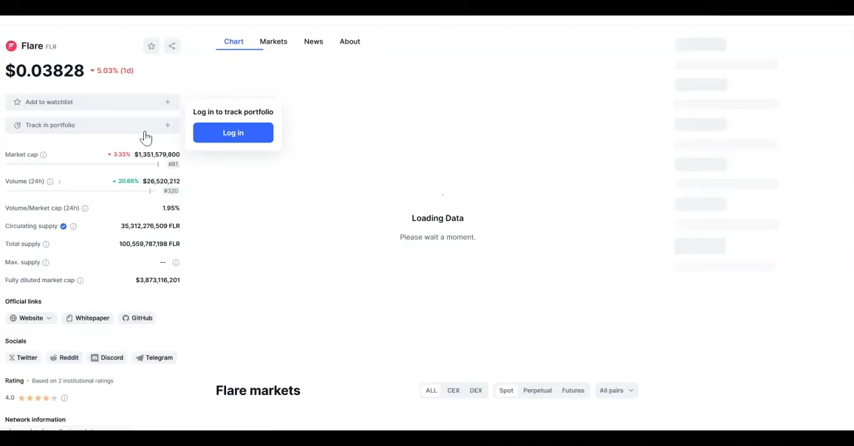 Flare FLR
Chart Markets News About
$0.03828 5.03% (1d)
Add to watchlist
Track in portfolio
Log in to track portfolio
Log in
Market cap 3.33% $1,351,579,800
#81
Volume (24h) 20.66% $26,520,212
#320
Volume/Market cap (24h) 1.95%
Circulating supply 35,312,276,509 FLR
Total supply 100,559,787,198 FLR
Max. supply --
Fully diluted market cap $3,873,116,201
Loading Data
Please wait a moment.
Official links
Website Whitepaper GitHub
Socials
Twitter Reddit Discord Telegram
Rating · Based on 2 institutional ratings
4.0
Network information
Flare markets
ALL CEX DEX Spot Perpetual Futures All pairs